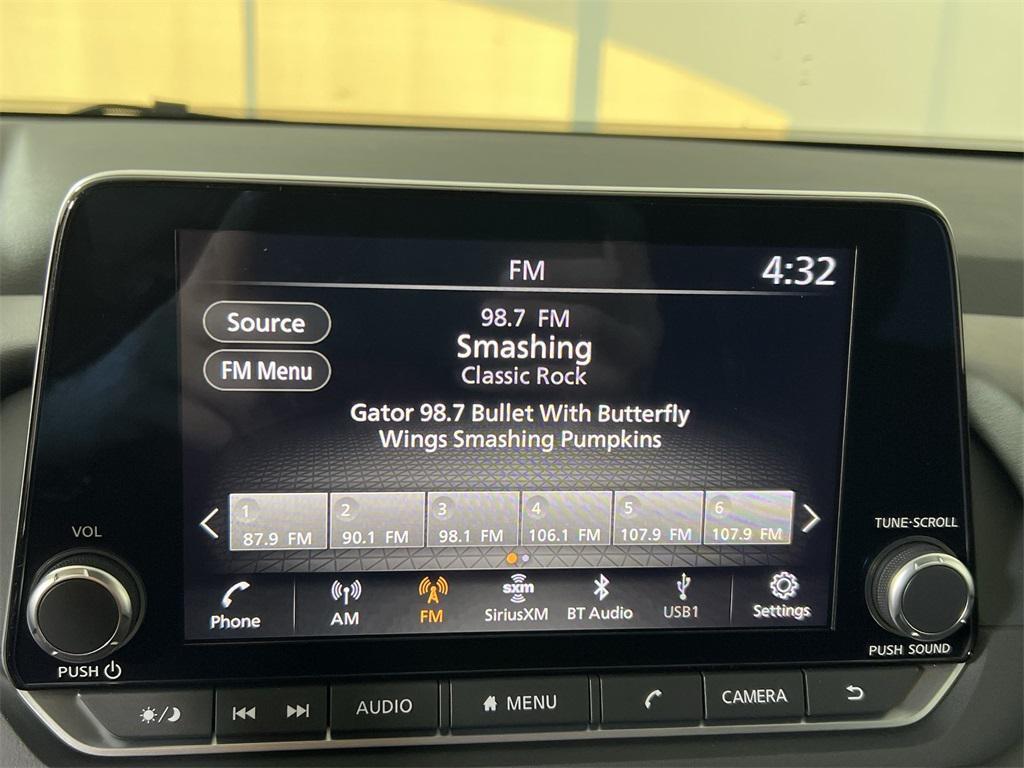 FM
4:32
Source
98.7 FM
Smashing
FM Menu
Classic Rock
Gator 98.7 Bullet With Butterfly
Wings Smashing Pumpkins
1 2 3 4 5 6
87.9 FM 90.1 FM 98.1 FM 106.1 FM 107.9 FM 107.9 FM
VOL
TUNE·SCROLL
sxm
Phone AM FM SiriusXM BT Audio USB1 Settings
PUSH
PUSH SOUND
AUDIO MENU CAMERA